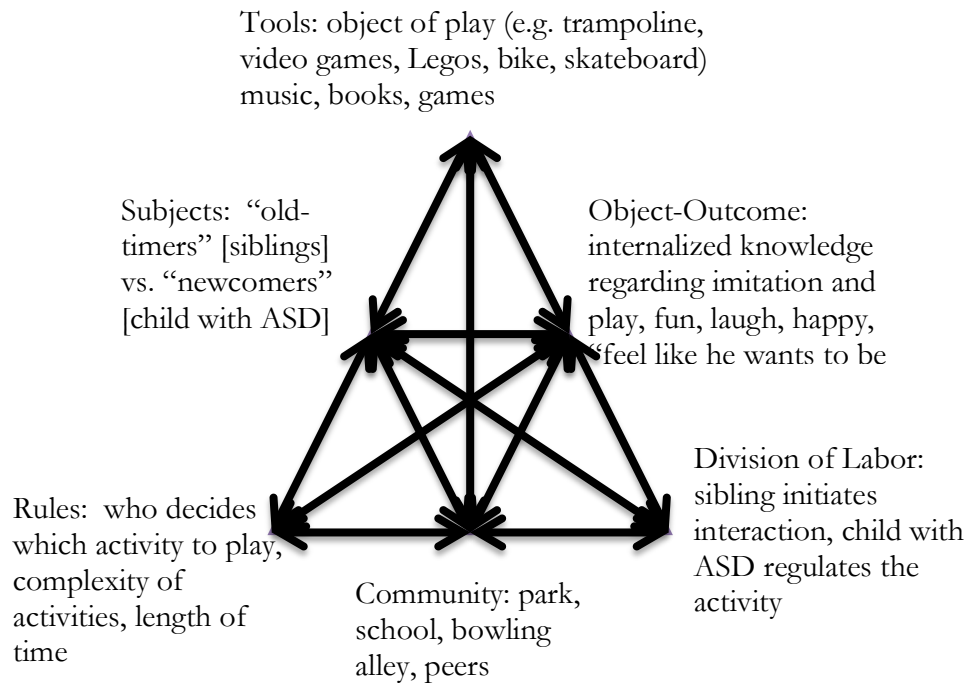 Tools: object of play (e.g. trampoline,
video games, Legos, bike, skateboard)
music, books, games
Subjects: “old-
timers” [siblings]
vs. “newcomers”
[child with ASD]
Object-Outcome:
internalized knowledge
regarding imitation and
play, fun, laugh, happy,
“feel like he wants to be
Rules: who decides
which activity to play,
complexity of
activities, length of
time
Community: park,
school, bowling
alley, peers
Division of Labor:
sibling initiates
interaction, child with
ASD regulates the
activity